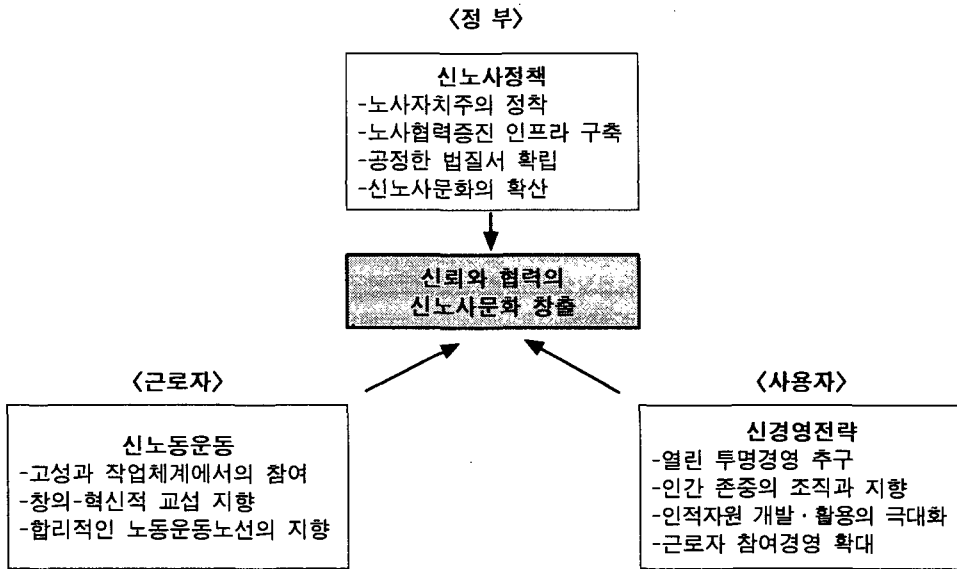 〈정 부〉
신노사정책
-노사자치주의 정착
-노사협력증진 인프라 구축
-공정한 법질서 확립
-신노사문화의 확산
신뢰와 협력의
신노사문화 창출
〈근로자〉
신노동운동
-고성과 작업체계에서의 참여
-창의-혁신적 교섭 지향
-합리적인 노동운동노선의 지향
〈사용자〉
신경영전략
-열린 투명경영 추구
-인간 존중의 조직과 지향
-인적자원 개발·활용의 극대화
-근로자 참여경영 확대